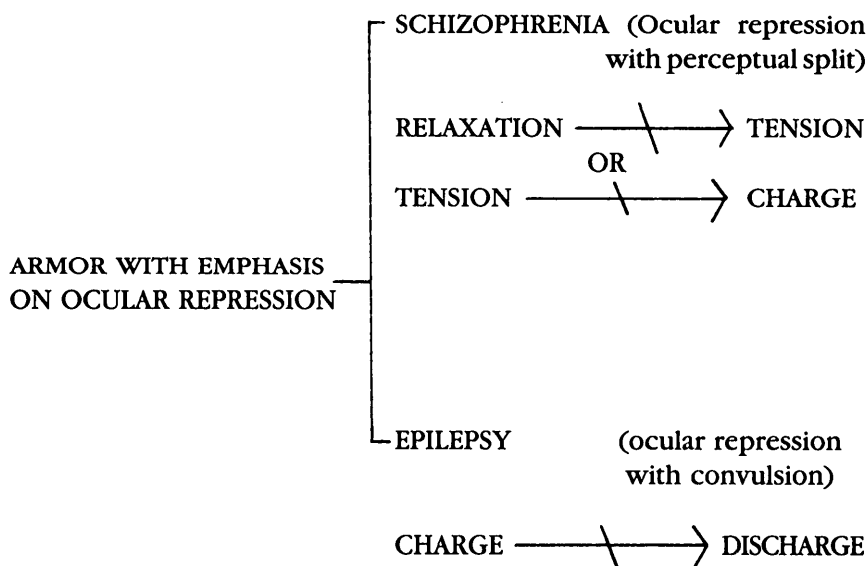 SCHIZOPHRENIA (Ocular repression
with perceptual split)
RELAXATION TENSION
OR
TENSION CHARGE
ARMOR WITH EMPHASIS
ON OCULAR REPRESSION
EPILEPSY (ocular repression
with convulsion)
CHARGE DISCHARGE